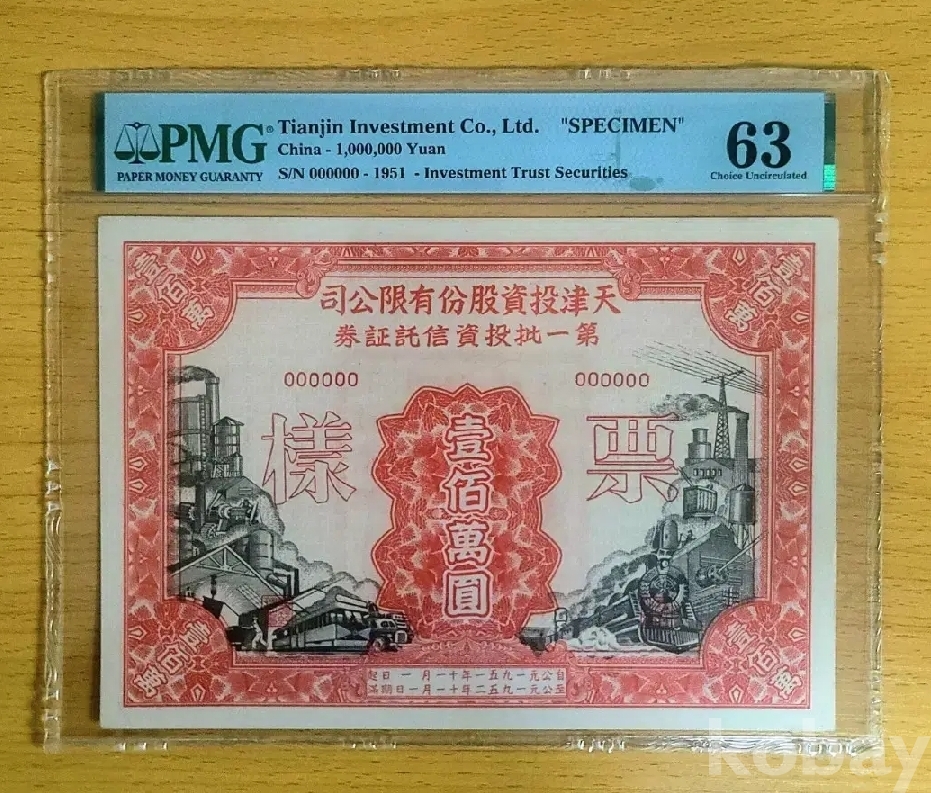 PMG® PAPER MONEY GUARANTY
Tianjin Investment Co., Ltd. "SPECIMEN"
China - 1,000,000 Yuan
S/N 000000 - 1951 - Investment Trust Securities
63
Choice Uncirculated
壹佰萬
壹佰萬
天津投資股份有限公司
第一批投資信託証券
000000
000000
樣票
壹佰萬圓
壹佰萬
壹佰萬
自公元一九五一年十一月一日起
至公元一九五二年十一月一日期滿
kobay